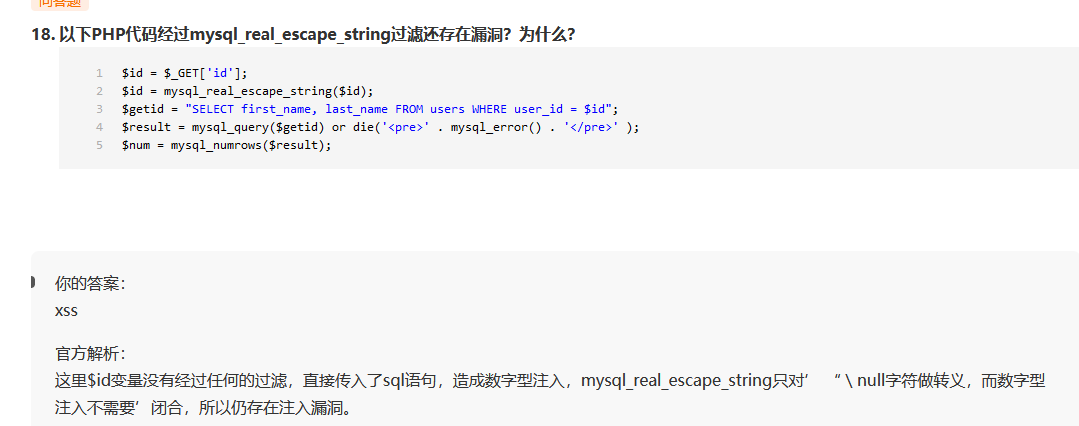 问答题
18. 以下PHP代码经过mysql_real_escape_string过滤还存在漏洞？为什么？
1 $id = $_GET['id'];
2 $id = mysql_real_escape_string($id);
3 $getid = "SELECT first_name, last_name FROM users WHERE user_id = $id";
4 $result = mysql_query($getid) or die('<pre>' . mysql_error() . '</pre>' );
5 $num = mysql_numrows($result);
你的答案：
xss
官方解析：
这里$id变量没有经过任何的过滤，直接传入了sql语句，造成数字型注入，mysql_real_escape_string只对’ “ \ null字符做转义，而数字型
注入不需要’闭合，所以仍存在注入漏洞。